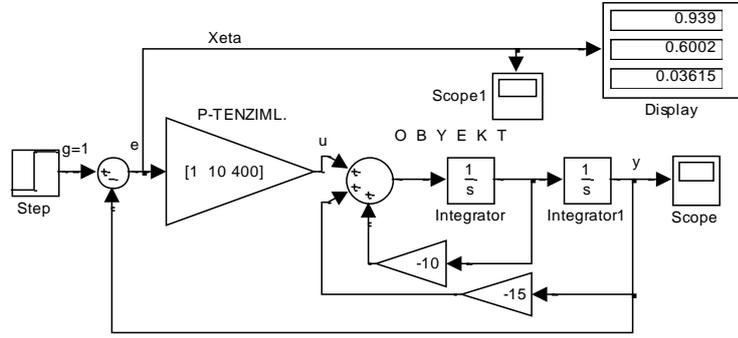 0.939
Xeta
0.6002
0.03615
Scope1
Display
P-TENZIML.
g=1
e
u
O B Y E K T
[1 10 400]
1
s
1
s
y
Step
Integrator
Integrator1
Scope
-10
-15